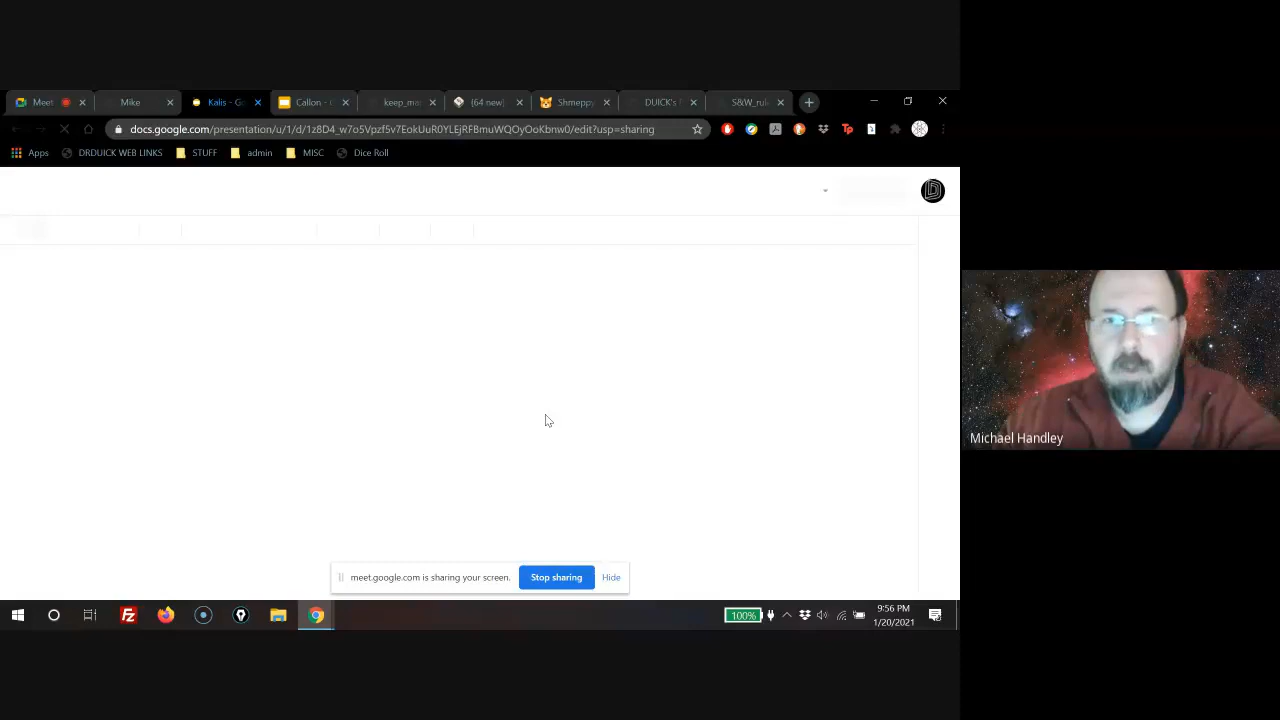 Meet
Mike
Kalis - Go
Callon -
keep_ma
(64 new)
Shmeppy
DUICK's
S&W_rul
docs.google.com/presentation/u/1/d/1z8D4_w7o5Vpzf5v7EokUuR0YLEjRFBmuWQOyOoKbnw0/edit?usp=sharing
Apps
DRDUICK WEB LINKS
STUFF
admin
MISC
Dice Roll
Michael Handley
meet.google.com is sharing your screen.
Stop sharing
Hide
100%
9:56 PM
1/20/2021